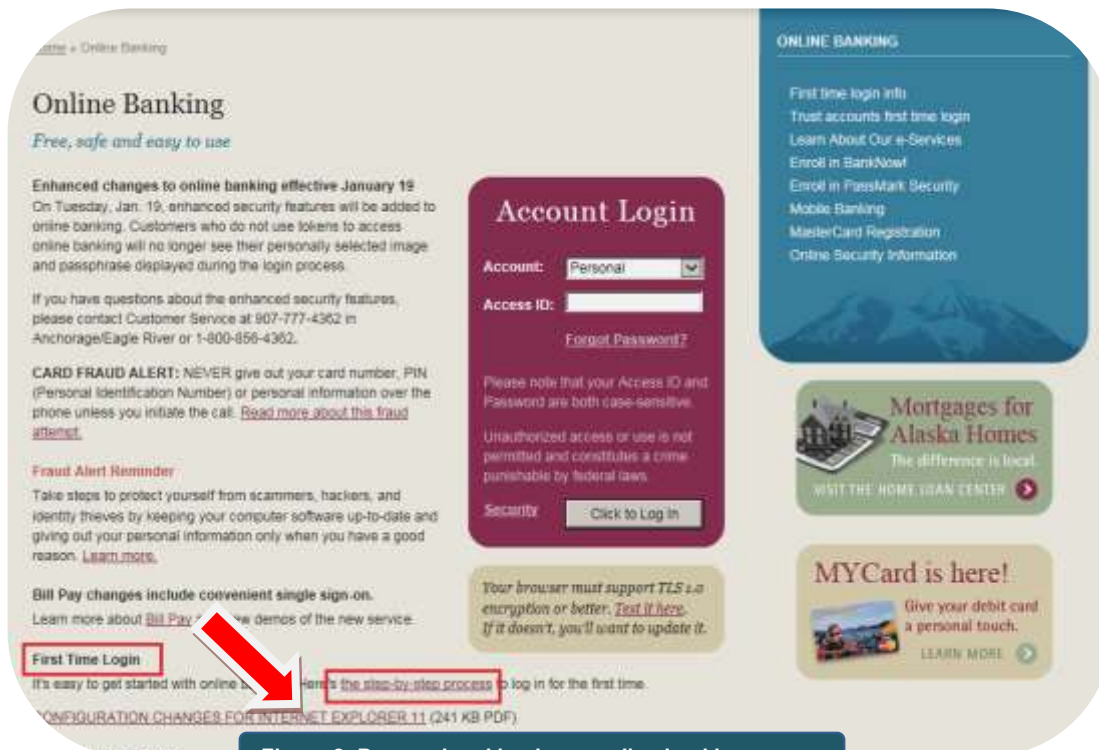 » Online Banking
Online Banking
Free, safe and easy to use
Enhanced changes to online banking effective January 19
On Tuesday, Jan. 19, enhanced security features will be added to
online banking. Customers who do not use tokens to access
online banking will no longer see their personally selected image
and passphrase displayed during the login process.
If you have questions about the enhanced security features,
please contact Customer Service at 907-777-4362 in
Anchorage/Eagle River or 1-800-856-4362.
CARD FRAUD ALERT: NEVER give out your card number, PIN
(Personal Identification Number) or personal information over the
phone unless you initiate the call. Read more about this fraud
attempt.
Fraud Alert Reminder
Take steps to protect yourself from scammers, hackers, and
identity thieves by keeping your computer software up-to-date and
giving out your personal information only when you have a good
reason. Learn more.
Bill Pay changes include convenient single sign-on.
Learn more about Bill Pay demos of the new service.
First Time Login
It's easy to get started with online the step-by-step process to log in for the first time.
CONFIGURATION CHANGES FOR INTERNET EXPLORER 11 (241 KB PDF)
Account Login
Account: Personal
Access ID:
Forgot Password?
Please note that your Access ID and
Password are both case-sensitive.
Unauthorized access or use is not
permitted and constitutes a crime
punishable by federal laws.
Security Click to Log In
Your browser must support TLS 1.0
encryption or better. Test it here.
If it doesn't, you'll want to update it.
ONLINE BANKING
First time login info
Trust accounts first time login
Learn About Our e-Services
Enroll in BankNow!
Enroll in PassMark Security
Mobile Banking
MasterCard Registration
Online Security Information
Mortgages for
Alaska Homes
The difference is local.
VISIT THE HOME LOAN CENTER
MYCard is here!
Give your debit card
a personal touch.
LEARN MORE